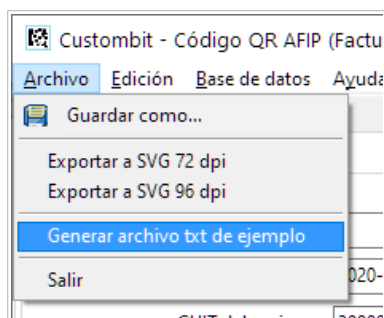 Custombit - Código QR AFIP (Factu
Archivo Edición Base de datos Ayuda
Guardar como...
Exportar a SVG 72 dpi
Exportar a SVG 96 dpi
Generar archivo txt de ejemplo
Salir
020-